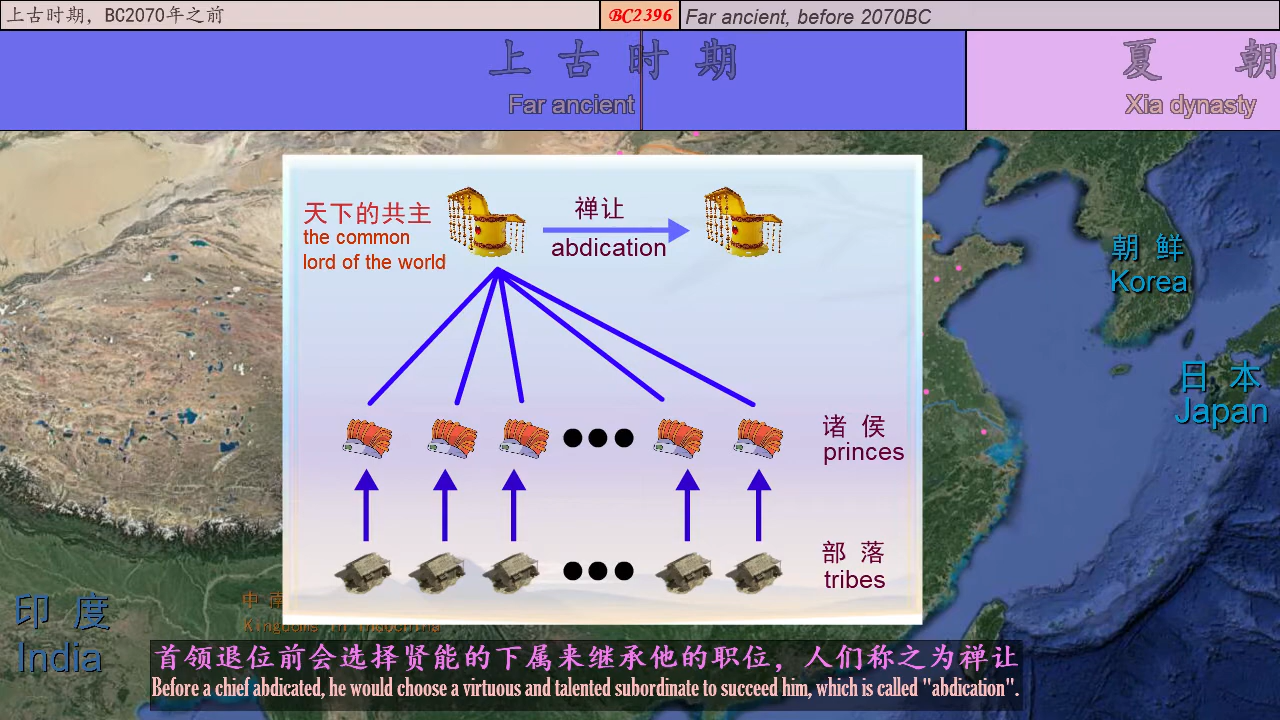 上古时期, BC2070年之前
BC2396
Far ancient, before 2070BC
上古时期
Far ancient
夏朝
Xia dynasty
天下的共主
the common
lord of the world
禅让
abdication
诸侯
princes
部落
tribes
朝鲜
Korea
日本
Japan
印度
India
中南
Kingdoms in Indochina
首领退位前会选择贤能的下属来继承他的职位，人们称之为禅让
Before a chief abdicated, he would choose a virtuous and talented subordinate to succeed him, which is called "abdication".